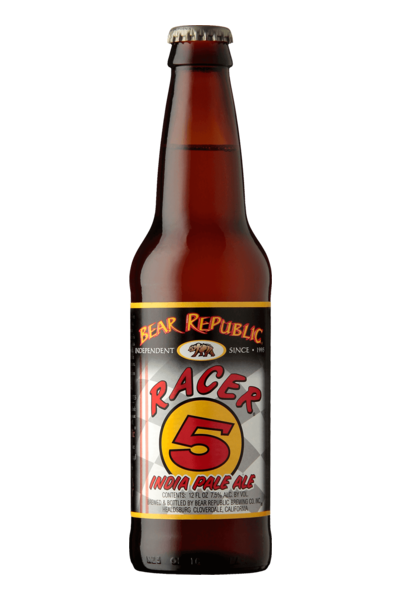 BEAR REPUBLIC
INDEPENDENT SINCE • 1995
RACER
5
INDIA PALE ALE
CONTENTS: 12 FL OZ 7.5% ALC. BY VOL.
BREWED & BOTTLED BY BEAR REPUBLIC BREWING CO. INC.
HEALDSBURG, CLOVERDALE, CALIFORNIA